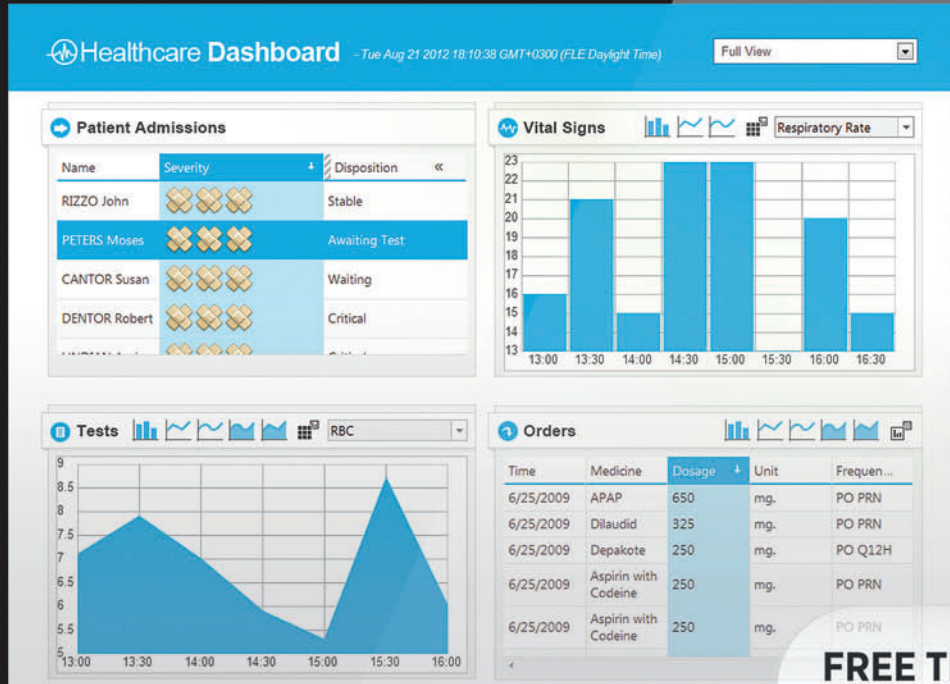 Healthcare Dashboard - Tue Aug 21 2012 18:10:38 GMT+0300 (FLE Daylight Time) Full View
Patient Admissions
Name Severity Disposition «
RIZZO John Stable
PETERS Moses Awaiting Test
CANTOR Susan Waiting
DENTOR Robert Critical
Vital Signs Respiratory Rate
23
22
21
20
19
18
17
16
15
14
13
13:00 13:30 14:00 14:30 15:00 15:30 16:00 16:30
Tests RBC
9
8.5
8
7.5
7
6.5
6
5.5
5
13:00 13:30 14:00 14:30 15:00 15:30 16:00
Orders
Time Medicine Dosage Unit Frequen...
6/25/2009 APAP 650 mg. PO PRN
6/25/2009 Dilaudid 325 mg. PO PRN
6/25/2009 Depakote 250 mg. PO Q12H
6/25/2009 Aspirin with Codeine 250 mg. PO PRN
6/25/2009 Aspirin with Codeine 250 mg. PO PRN
FREE T